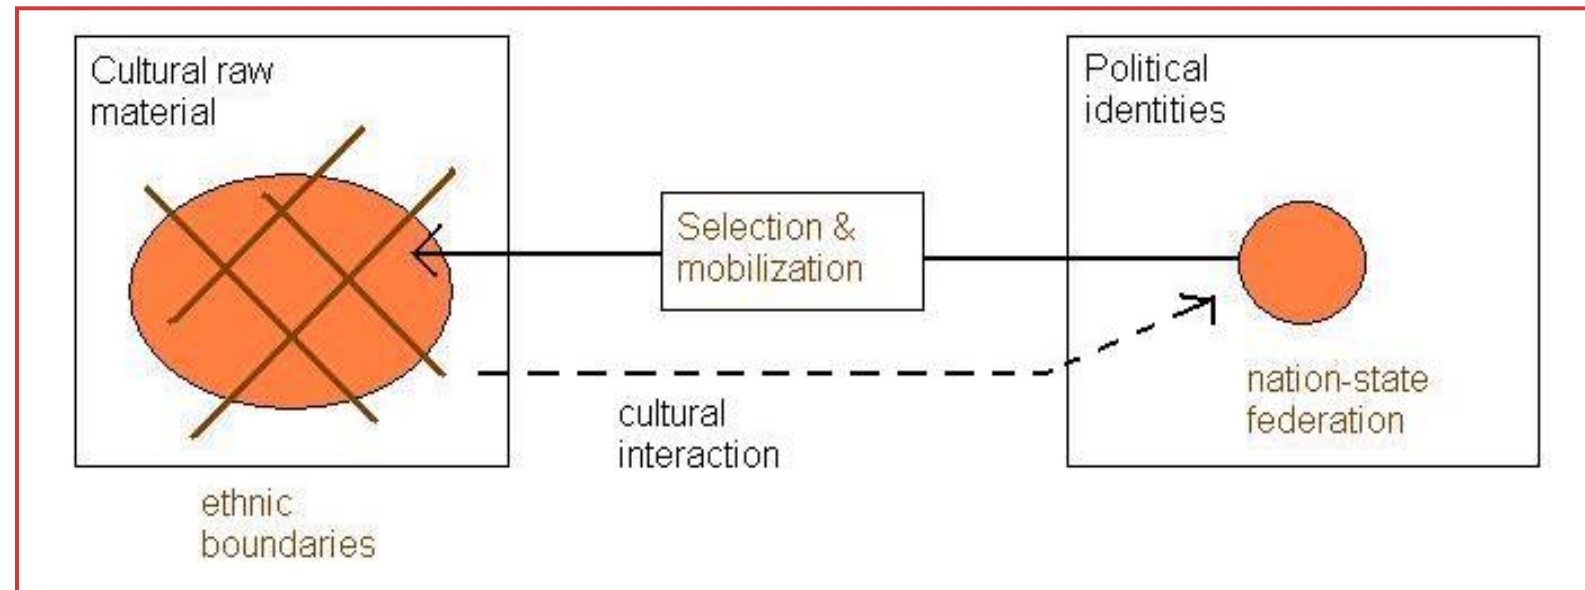 Cultural raw
material
Political
identities
Selection &
mobilization
cultural
interaction
nation-state
federation
ethnic
boundaries